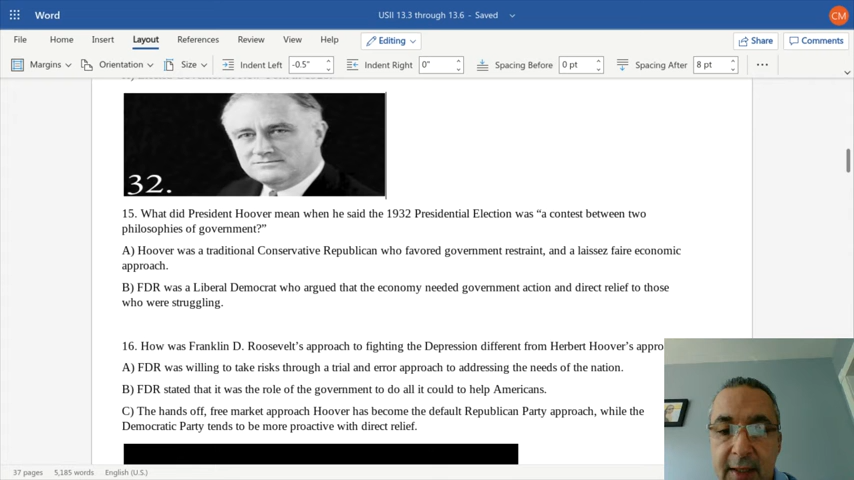 Word
USII 13.3 through 13.6 - Saved
CM
File Home Insert Layout References Review View Help Editing Share Comments
Margins Orientation Size Indent Left -0.5" Indent Right 0" Spacing Before 0 pt Spacing After 8 pt
32.
15. What did President Hoover mean when he said the 1932 Presidential Election was “a contest between two
philosophies of government?”
A) Hoover was a traditional Conservative Republican who favored government restraint, and a laissez faire economic
approach.
B) FDR was a Liberal Democrat who argued that the economy needed government action and direct relief to those
who were struggling.
16. How was Franklin D. Roosevelt’s approach to fighting the Depression different from Herbert Hoover’s appro
A) FDR was willing to take risks through a trial and error approach to addressing the needs of the nation.
B) FDR stated that it was the role of the government to do all it could to help Americans.
C) The hands off, free market approach Hoover has become the default Republican Party approach, while the
Democratic Party tends to be more proactive with direct relief.
37 pages 5,185 words English (U.S.)